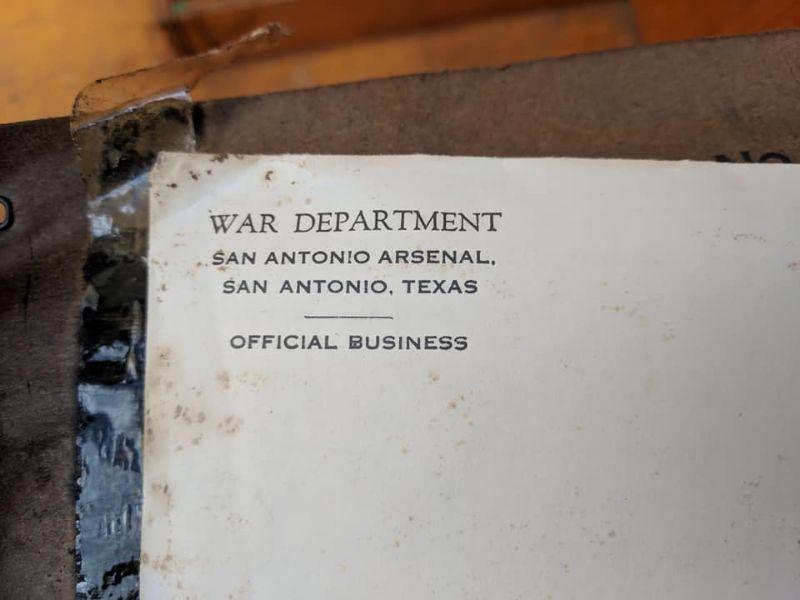 WAR DEPARTMENT
SAN ANTONIO ARSENAL,
SAN ANTONIO, TEXAS
OFFICIAL BUSINESS